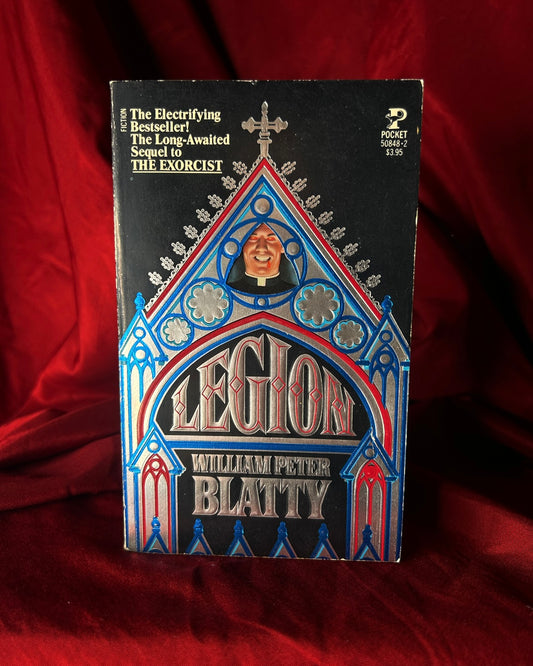 FICTION
The Electrifying
Bestseller!
The Long-Awaited
Sequel to
THE EXORCIST
P
POCKET
50848-2
$3.95
LEGION
WILLIAM PETER
BLATTY